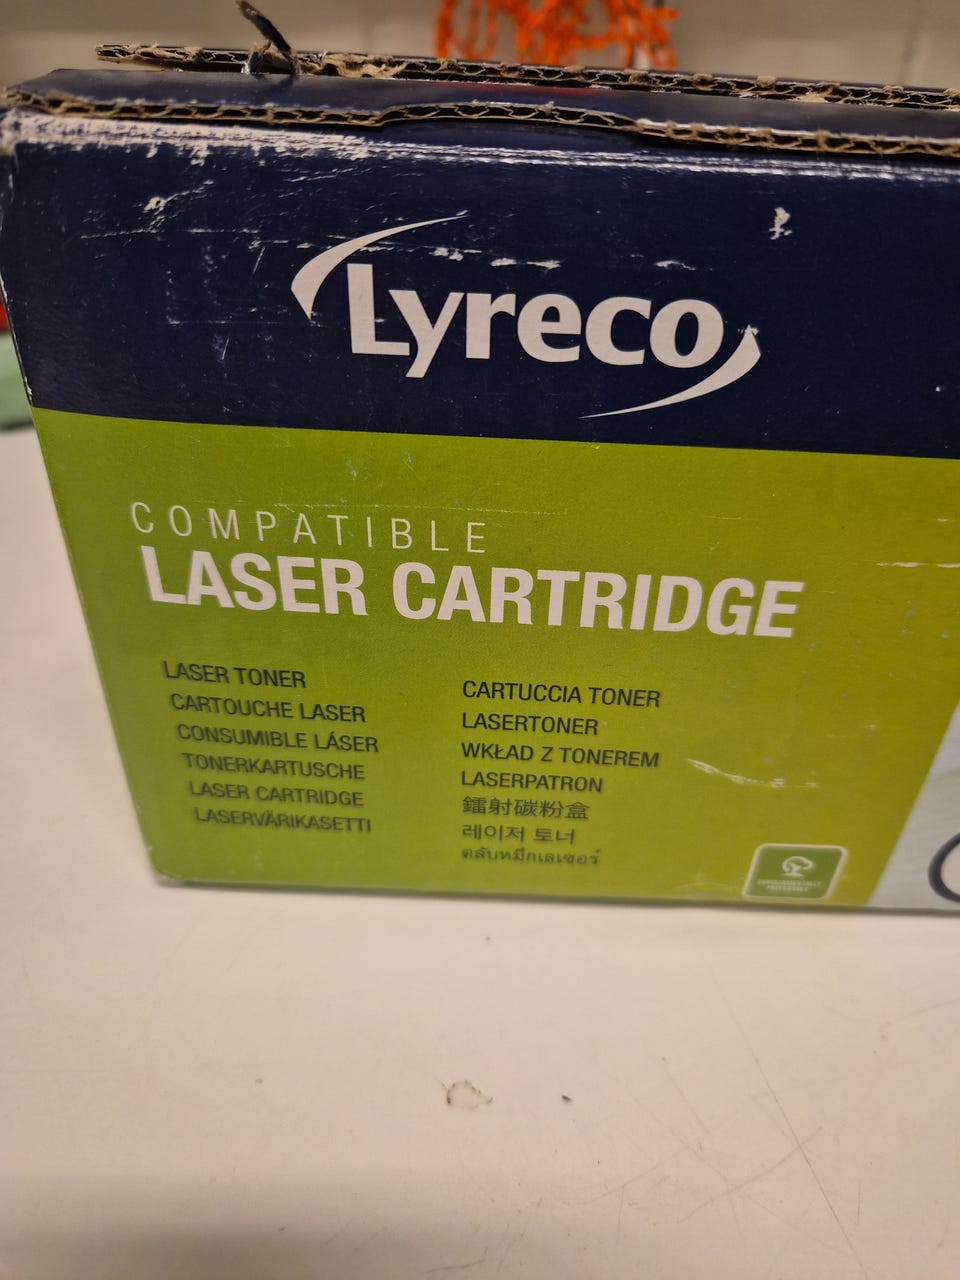 Lyreco
COMPATIBLE
LASER CARTRIDGE
LASER TONER
CARTOUCHE LASER
CONSUMIBLE LÁSER
TONERKARTUSCHE
LASER CARTRIDGE
LASERVÄRIKASETTI
CARTUCCIA TONER
LASERTONER
WKŁAD Z TONEREM
LASERPATRON
鐳射碳粉盒
레이저 토너
ตลับหมึกเลเซอร์
ENVIRONMENTALLY